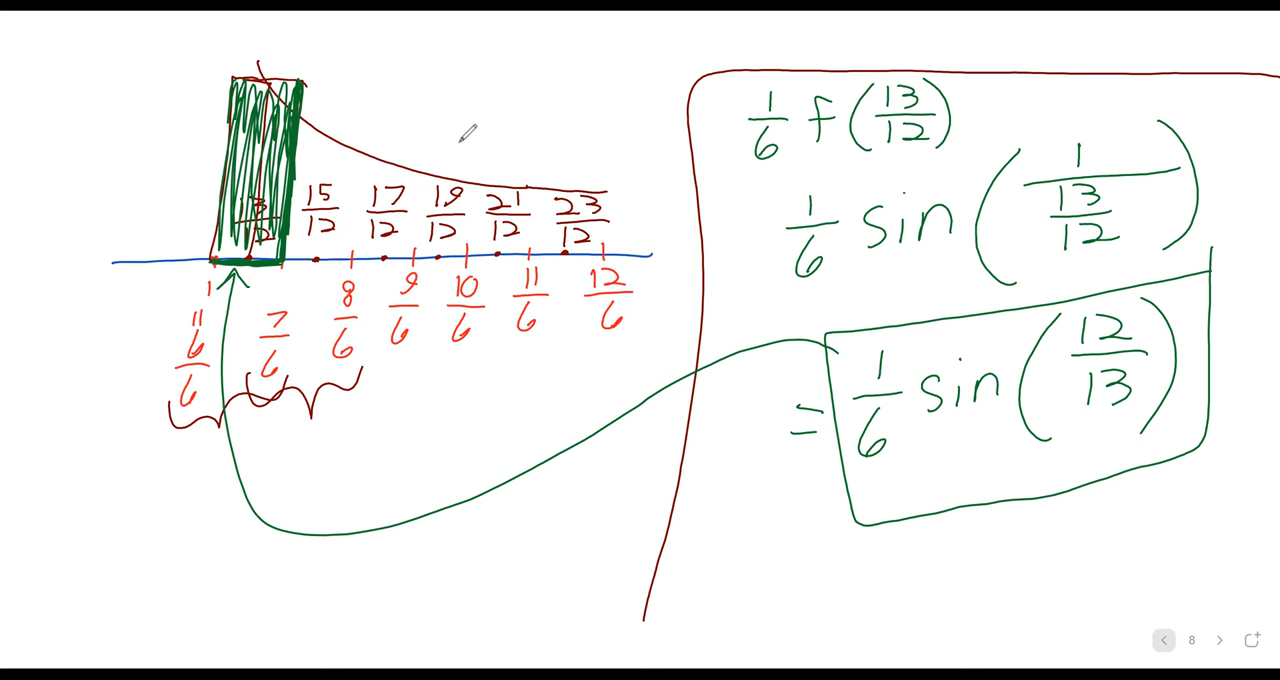 13/12 15/12 17/12 19/12 21/12 23/12
1 = 6/6 7/6 8/6 9/6 10/6 11/6 12/6
1/6 f(13/12)
1/6 sin(1/(13/12))
= 1/6 sin(12/13)
8